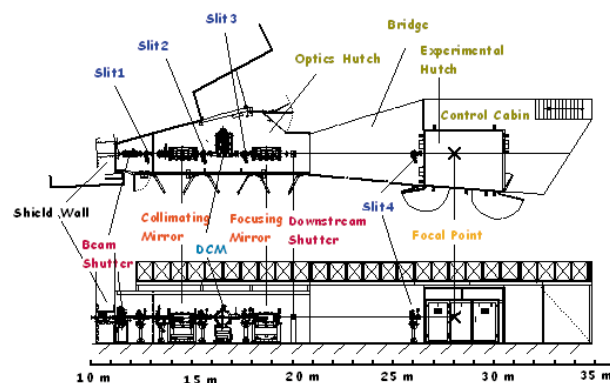 Slit3
Slit2
Slit1
Optics Hutch
Bridge
Experimental
Hutch
Control Cabin
Shield Wall
Beam
Shutter
Collimating
Mirror
DCM
Focusing
Mirror
Downstream
Shutter
Slit4
Focal Point
10 m 15 m 20 m 25 m 30 m 35 m